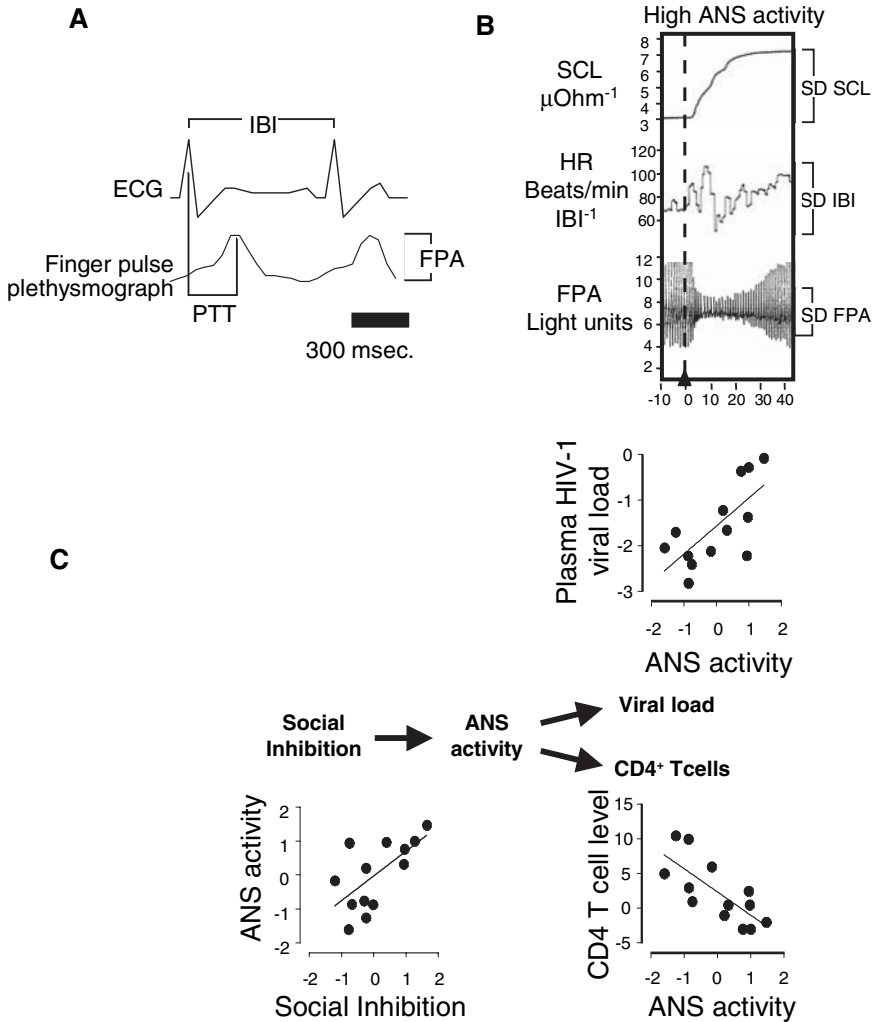 A
IBI
ECG
Finger pulse
plethysmograph
FPA
PTT
300 msec.
B
High ANS activity
SCL
µOhm-1
8
7
6
5
4
3
SD SCL
HR
Beats/min
IBI-1
120
100
80
60
SD IBI
FPA
Light units
12
10
8
6
4
2
SD FPA
-10 0 10 20 30 40
C
Plasma HIV-1
viral load
0
-1
-2
-3
-2 -1 0 1 2
ANS activity
Social
Inhibition
ANS
activity
Viral load
CD4+ Tcells
ANS activity
2
1
0
-1
-2
-2 -1 0 1 2
Social Inhibition
CD4 T cell level
15
10
5
0
-5
-2 -1 0 1 2
ANS activity